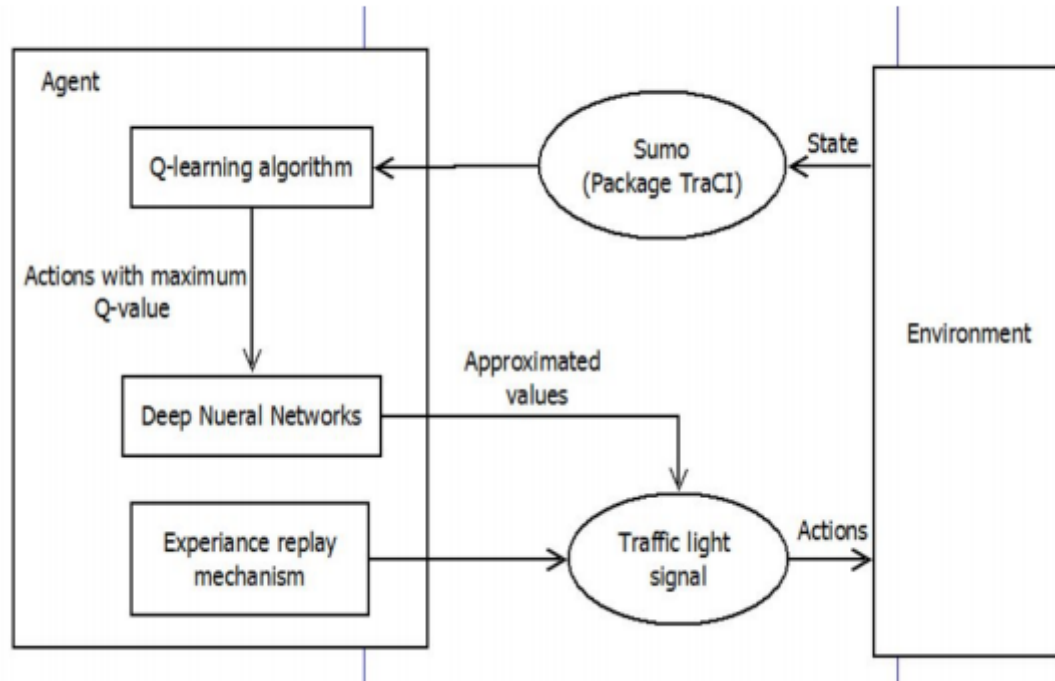 Agent
Q-learning algorithm
Sumo
(Package TraCI)
State
Actions with maximum
Q-value
Environment
Approximated
values
Deep Nueral Networks
Experiance replay
mechanism
Traffic light
signal
Actions